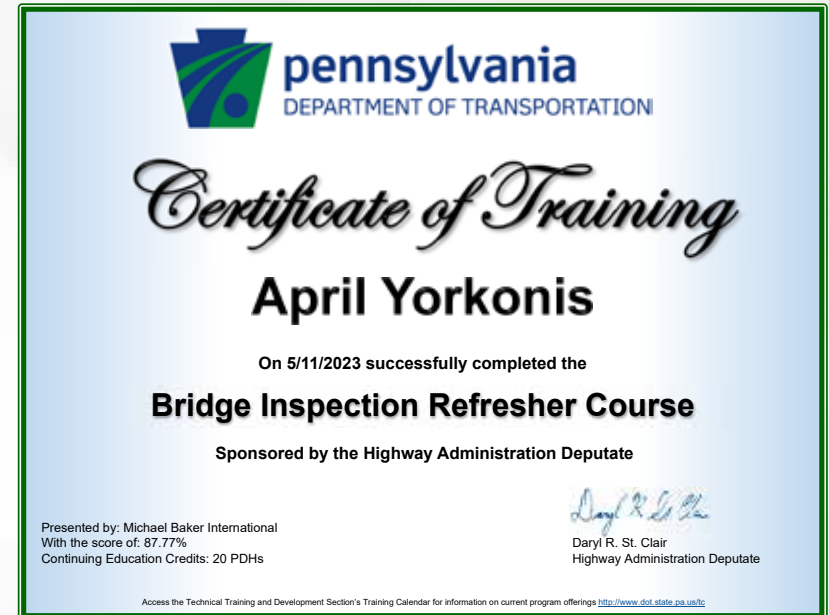 pennsylvania
DEPARTMENT OF TRANSPORTATION
Certificate of Training
April Yorkonis
On 5/11/2023 successfully completed the
Bridge Inspection Refresher Course
Sponsored by the Highway Administration Deputate
Daryl R. St. Clair
Presented by: Michael Baker International
With the score of: 87.77%
Daryl R. St. Clair
Continuing Education Credits: 20 PDHs
Highway Administration Deputate
Access the Technical Training and Development Section's Training Calendar for information on current program offerings http://www.dot.state.pa.us/tc